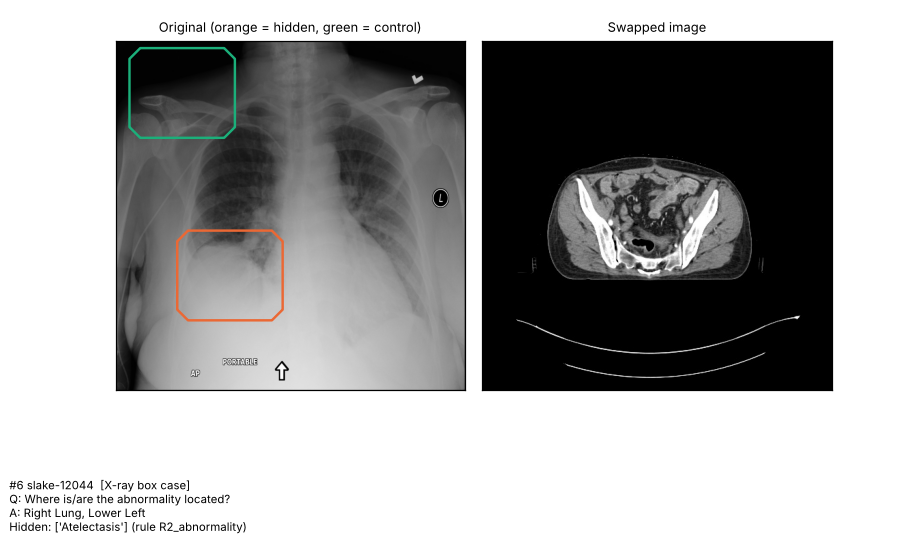 Original (orange = hidden, green = control)
Swapped image
L
PORTABLE
AP
#6 slake-12044 [X-ray box case]
Q: Where is/are the abnormality located?
A: Right Lung, Lower Left
Hidden: ['Atelectasis'] (rule R2_abnormality)